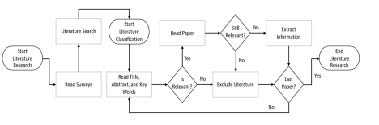 Start
Literature
Research
Literature Search
Read Surveys
Start
Literature
Classification
Read Title,
Abstract, and Key
Words
Read Paper
Yes
Is
Relevant?
No
Still
Relevant?
Yes
No
Exclude Literature
Extract
Information
Last
Paper?
Yes
No
End
Literature
Research